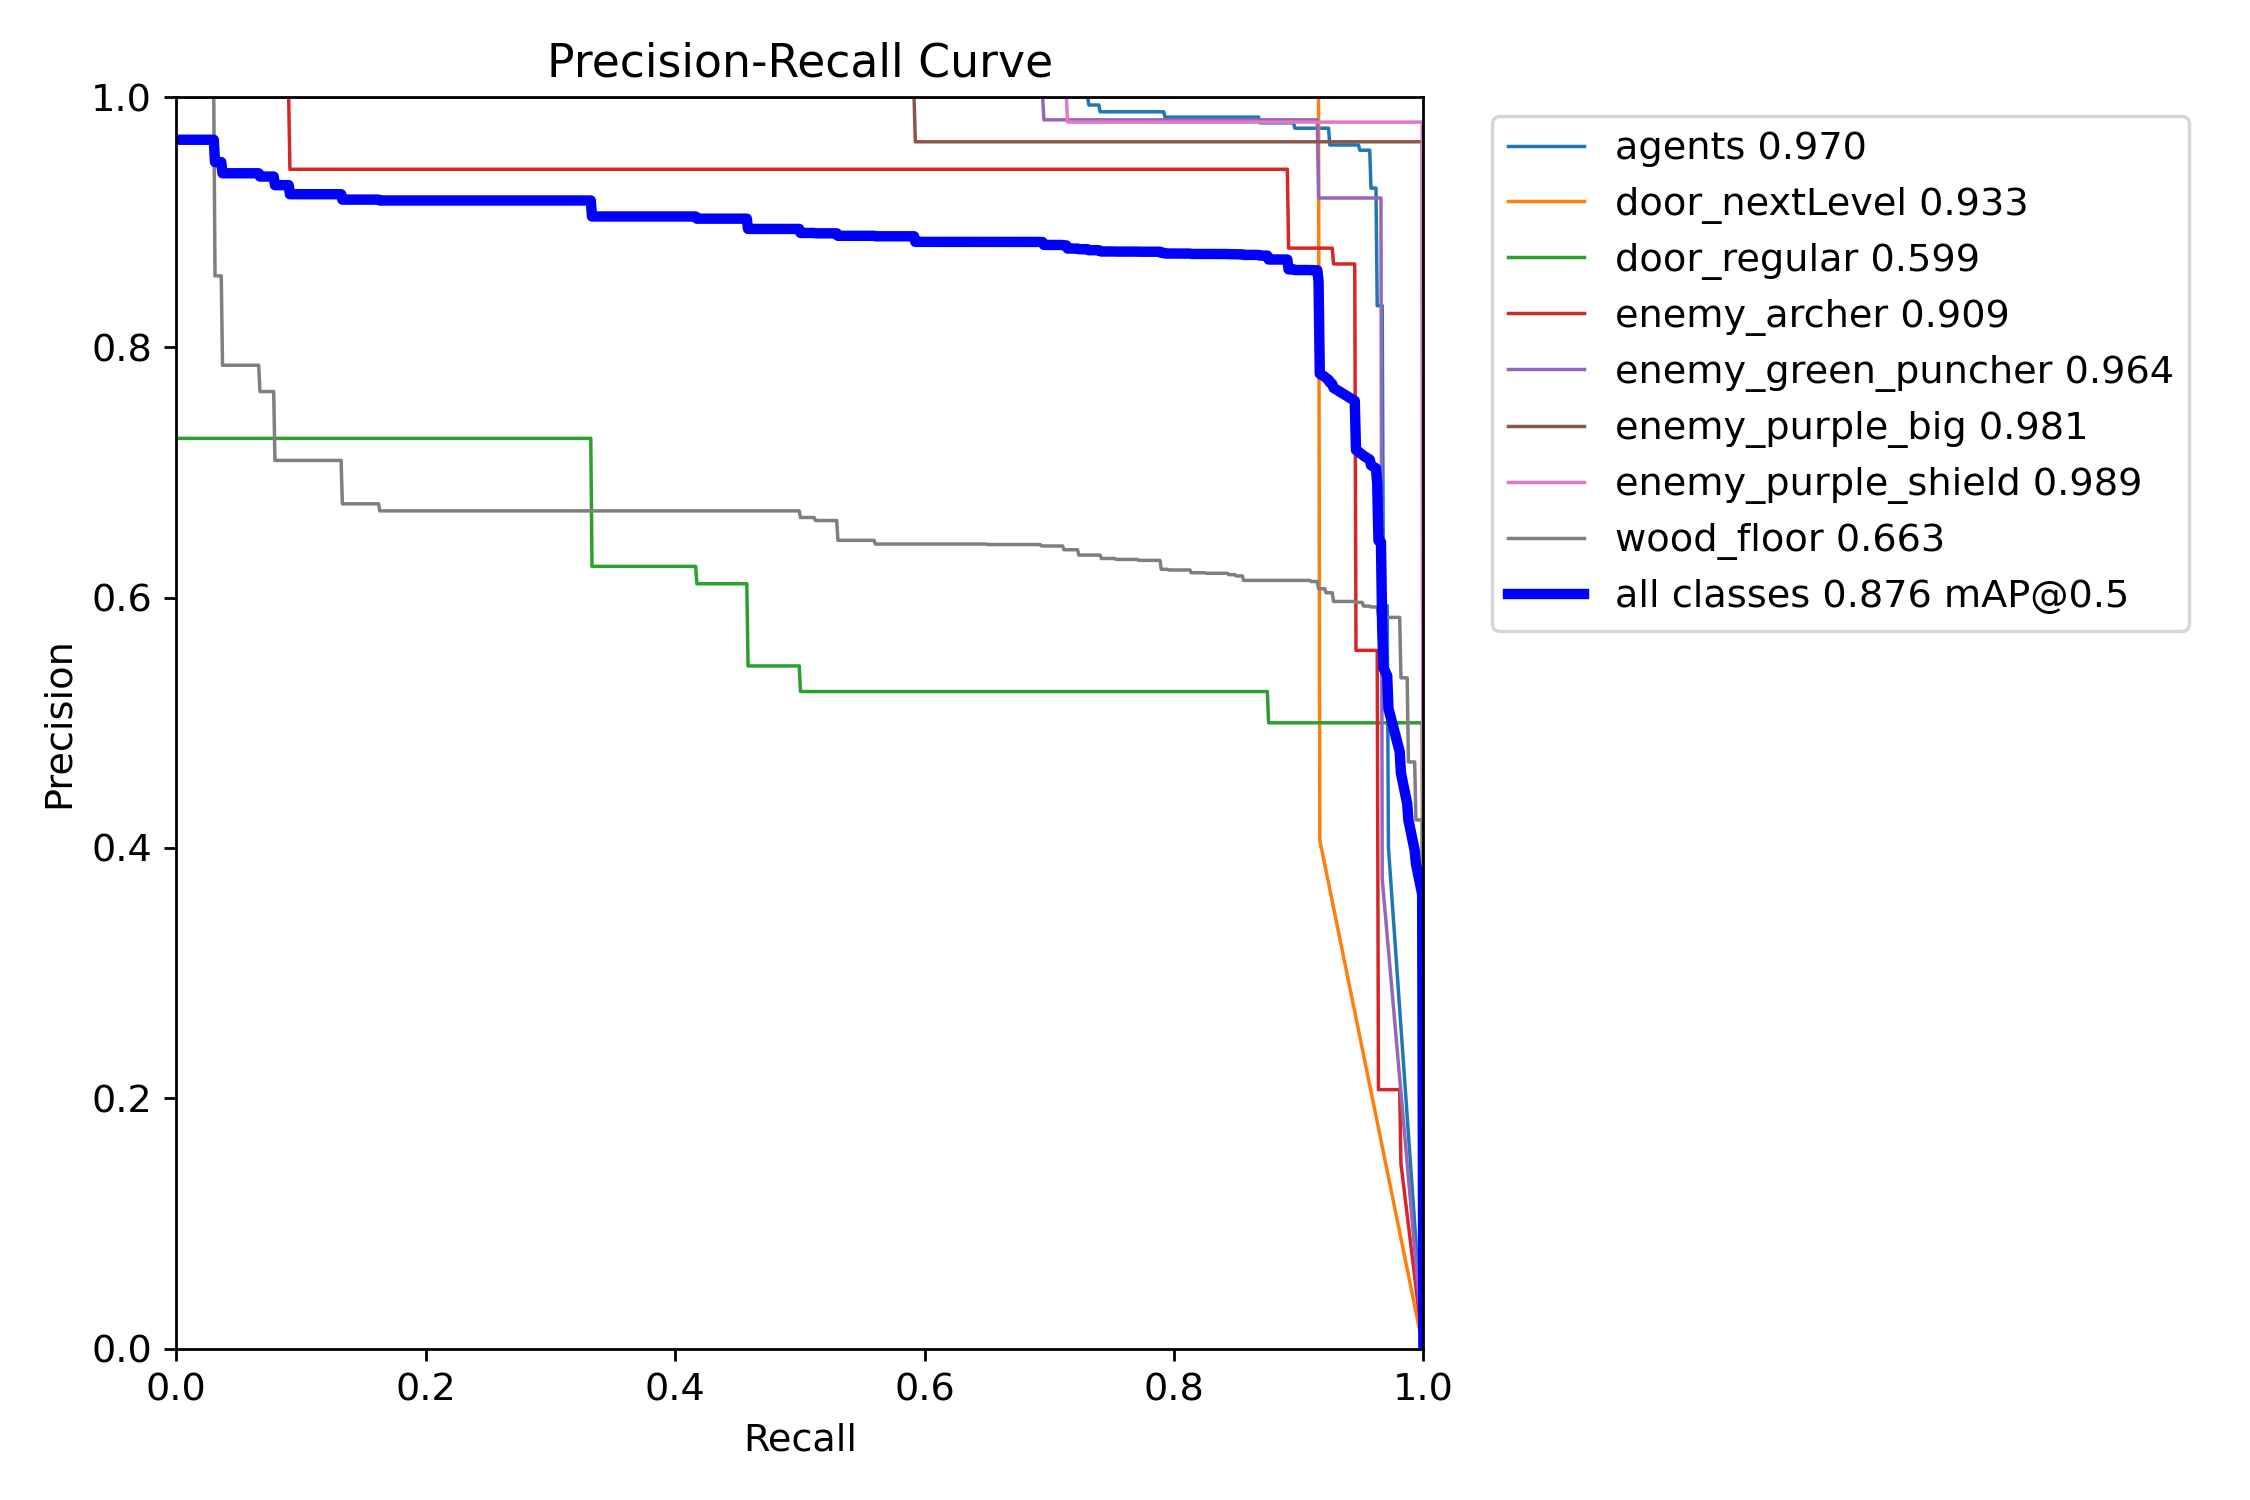 Precision-Recall Curve
1.0
0.8
0.6
0.4
0.2
0.0
Precision
0.0 0.2 0.4 0.6 0.8 1.0
Recall
agents 0.970
door_nextLevel 0.933
door_regular 0.599
enemy_archer 0.909
enemy_green_puncher 0.964
enemy_purple_big 0.981
enemy_purple_shield 0.989
wood_floor 0.663
all classes 0.876 mAP@0.5